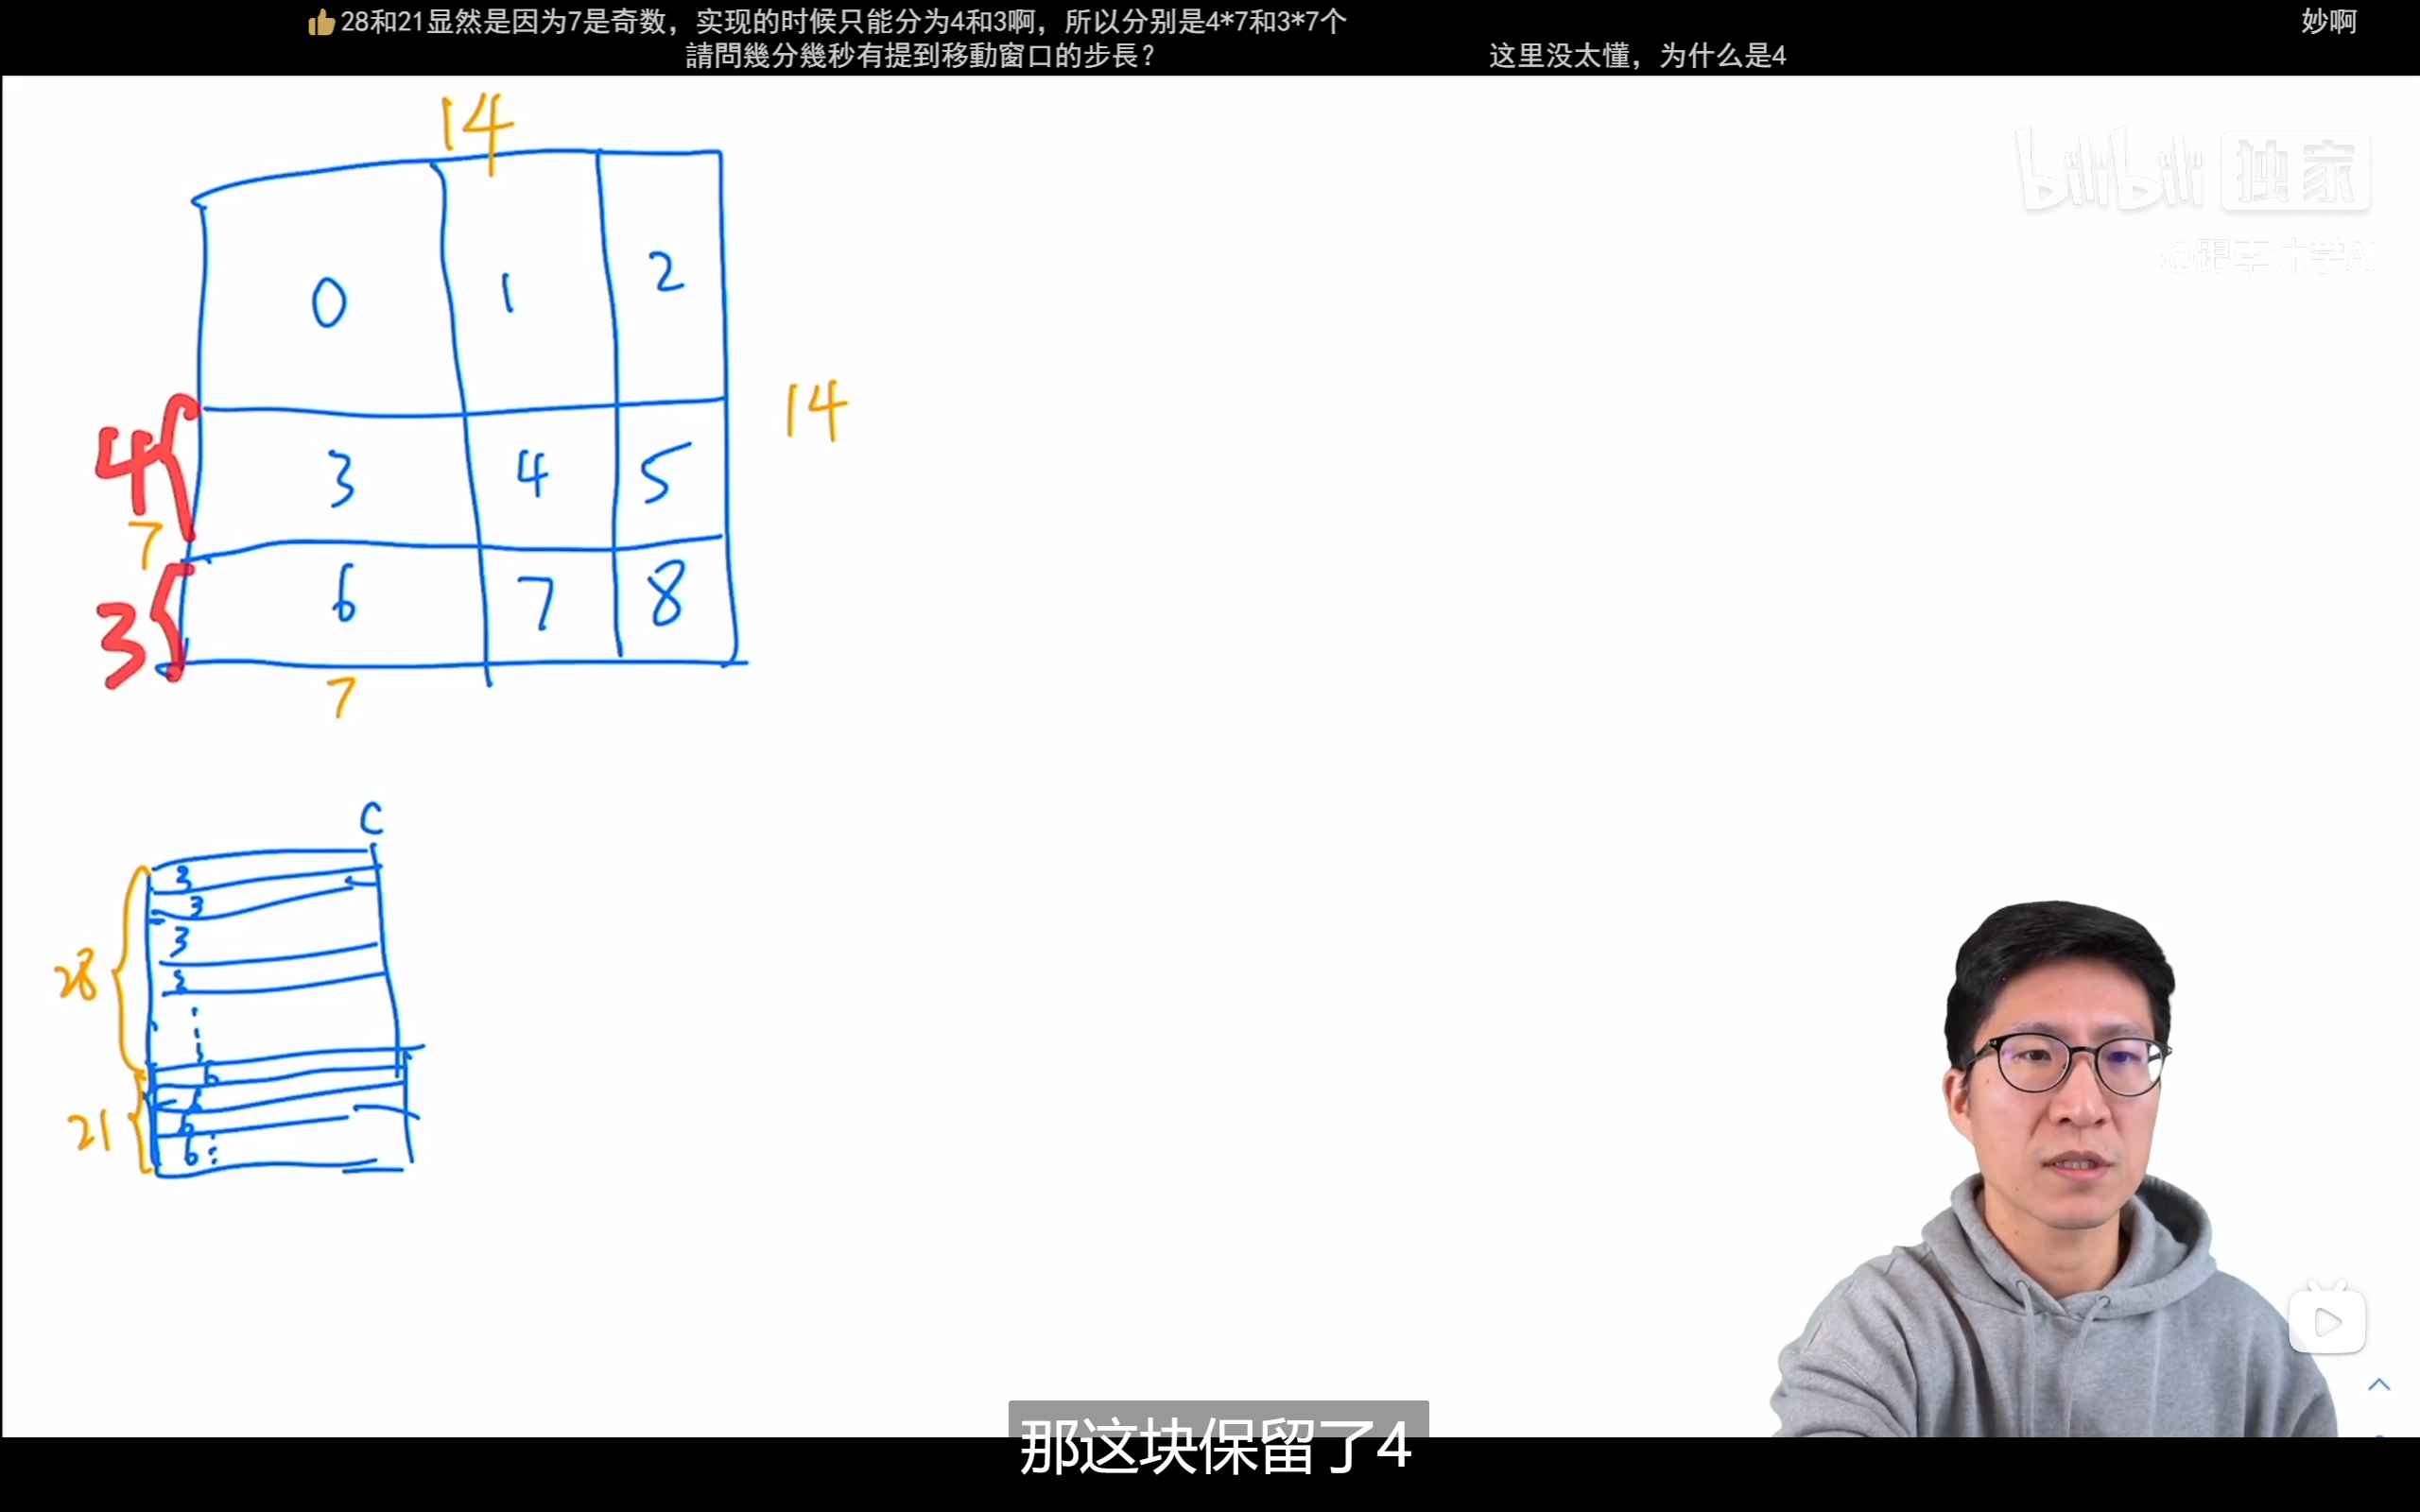 👍28和21显然是因为7是奇数，实现的时候只能分为4和3啊，所以分别是4*7和3*7个
妙啊
請問幾分幾秒有提到移動窗口的步長？
这里没太懂，为什么是4
bilibili 独家
@跟李沐学AI
14
0 1 2
14
4
3 4 5
7
3
6 7 8
7
C
3
3
3
3
28
6
6
6
21
6
那这块保留了4